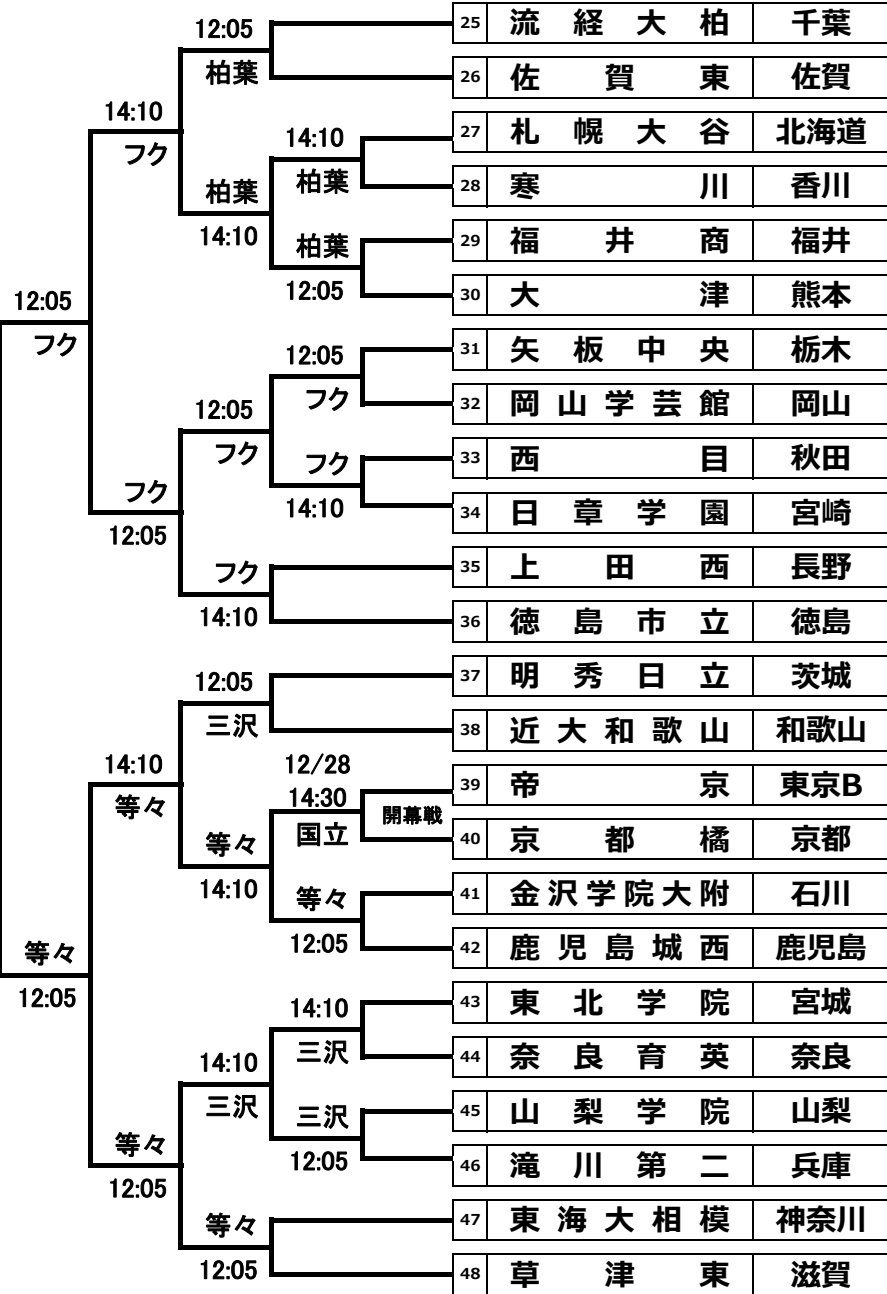 12:05
25 流経大柏 千葉
柏葉
26 佐賀東 佐賀
14:10
フク
14:10
27 札幌大谷 北海道
柏葉
柏葉
28 寒川 香川
14:10
柏葉
29 福井商 福井
12:05
30 大津 熊本
12:05
フク
12:05
31 矢板中央 栃木
フク
32 岡山学芸館 岡山
12:05
フク
フク
33 西目 秋田
14:10
34 日章学園 宮崎
フク
12:05
フク
35 上田西 長野
14:10
36 徳島市立 徳島
12:05
37 明秀日立 茨城
三沢
38 近大和歌山 和歌山
14:10
等々
12/28
14:30
39 帝京 東京B
開幕戦
国立
40 京都橘 京都
等々
14:10
等々
41 金沢学院大附 石川
12:05
42 鹿児島城西 鹿児島
等々
12:05
14:10
43 東北学院 宮城
三沢
44 奈良育英 奈良
14:10
三沢
三沢
45 山梨学院 山梨
12:05
46 滝川第二 兵庫
等々
12:05
等々
47 東海大相模 神奈川
12:05
48 草津東 滋賀